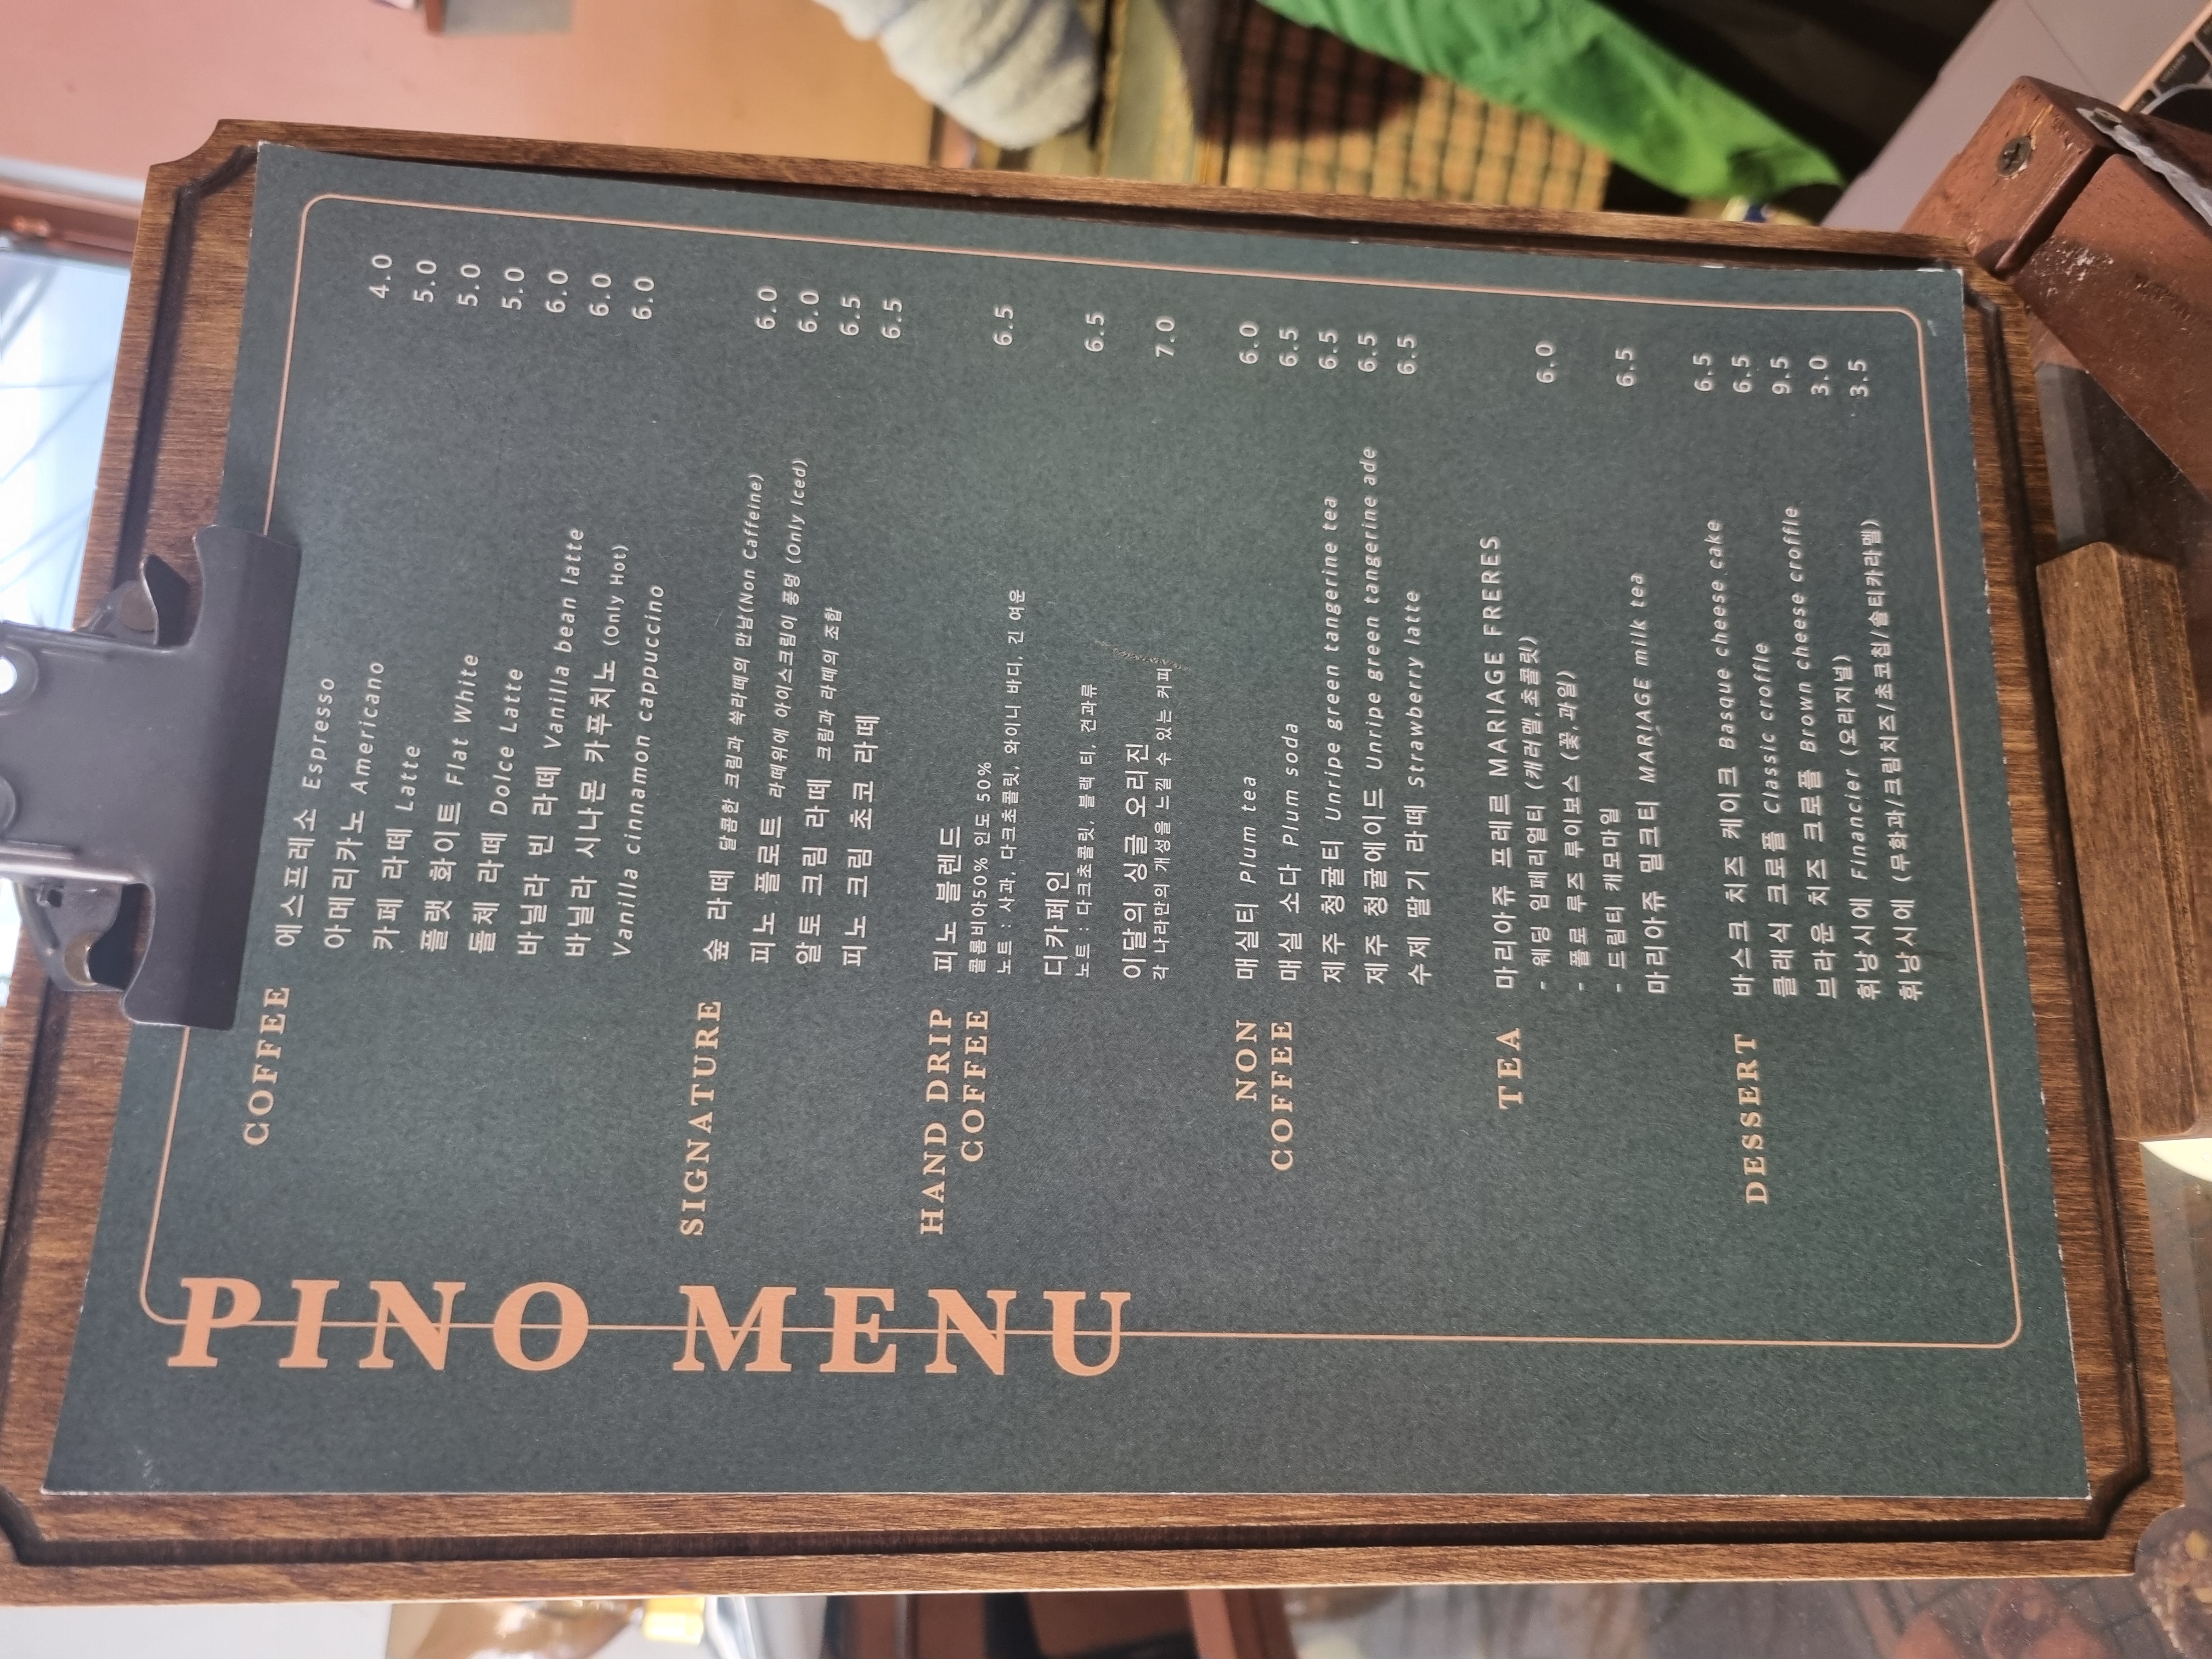 PINO MENU
COFFEE
에스프레소 Espresso 4.0
아메리카노 Americano 5.0
카페 라떼 Latte 5.0
플랫 화이트 Flat White 5.0
돌체 라떼 Dolce Latte 6.0
바닐라 빈 라떼 Vanilla bean latte 6.0
바닐라 시나몬 카푸치노 (Only Hot) 6.0
Vanilla cinnamon cappuccino
SIGNATURE
숲 라떼 달콤한 크림과 쑥라떼의 만남(Non Caffeine) 6.0
피노 플로트 라떼위에 아이스크림이 퐁덩 (Only Iced) 6.0
알토 크림 라떼 크림과 라떼의 조합 6.5
피노 크림 초코 라떼 6.5
HAND DRIP
COFFEE
피노 블렌드
콜롬비아50% 인도 50% 6.5
노트 : 사과, 다크초콜릿, 와이니 바디, 긴 여운
디카페인 6.5
노트 : 다크초콜릿, 블랙 티, 견과류
이달의 싱글 오리진 7.0
각 나라만의 개성을 느낄 수 있는 커피
NON
COFFEE
매실티 Plum tea 6.0
매실 소다 Plum soda 6.5
제주 청귤티 Unripe green tangerine tea 6.5
제주 청귤에이드 Unripe green tangerine ade 6.5
수제 딸기 라떼 Strawberry latte 6.5
TEA
마리아쥬 프레르 MARIAGE FRERES
- 웨딩 임페리얼티 (캐러멜,초콜릿)
- 플로 루즈 루이보스 (꽃,과일) 6.0
- 드림티 캐모마일
마리아쥬 밀크티 MARIAGE milk tea 6.5
DESSERT
바스크 치즈 케이크 Basque cheese cake 6.5
클래식 크로플 Classic croffle 6.5
브라운 치즈 크로플 Brown cheese croffle 9.5
휘낭시에 Financier (오리지널) 3.0
휘낭시에 (무화과/크림치즈/초코칩/솔티카라멜) 3.5